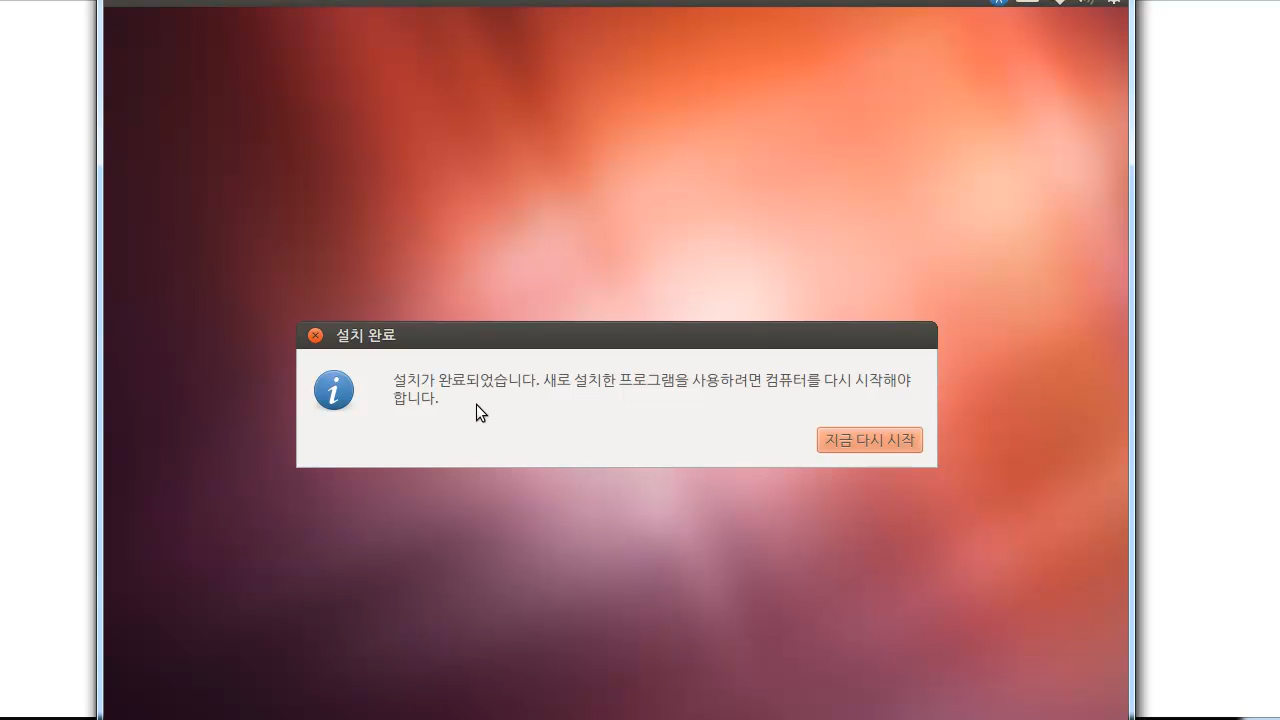 설치 완료
설치가 완료되었습니다. 새로 설치한 프로그램을 사용하려면 컴퓨터를 다시 시작해야
합니다.
지금 다시 시작